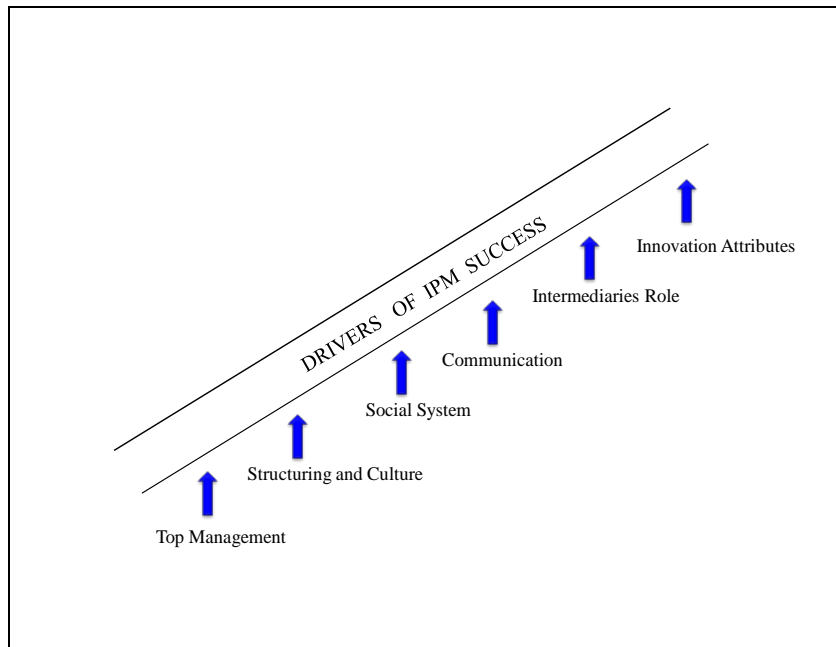 DRIVERS OF IPM SUCCESS
Innovation Attributes
Intermediaries Role
Communication
Social System
Structuring and Culture
Top Management